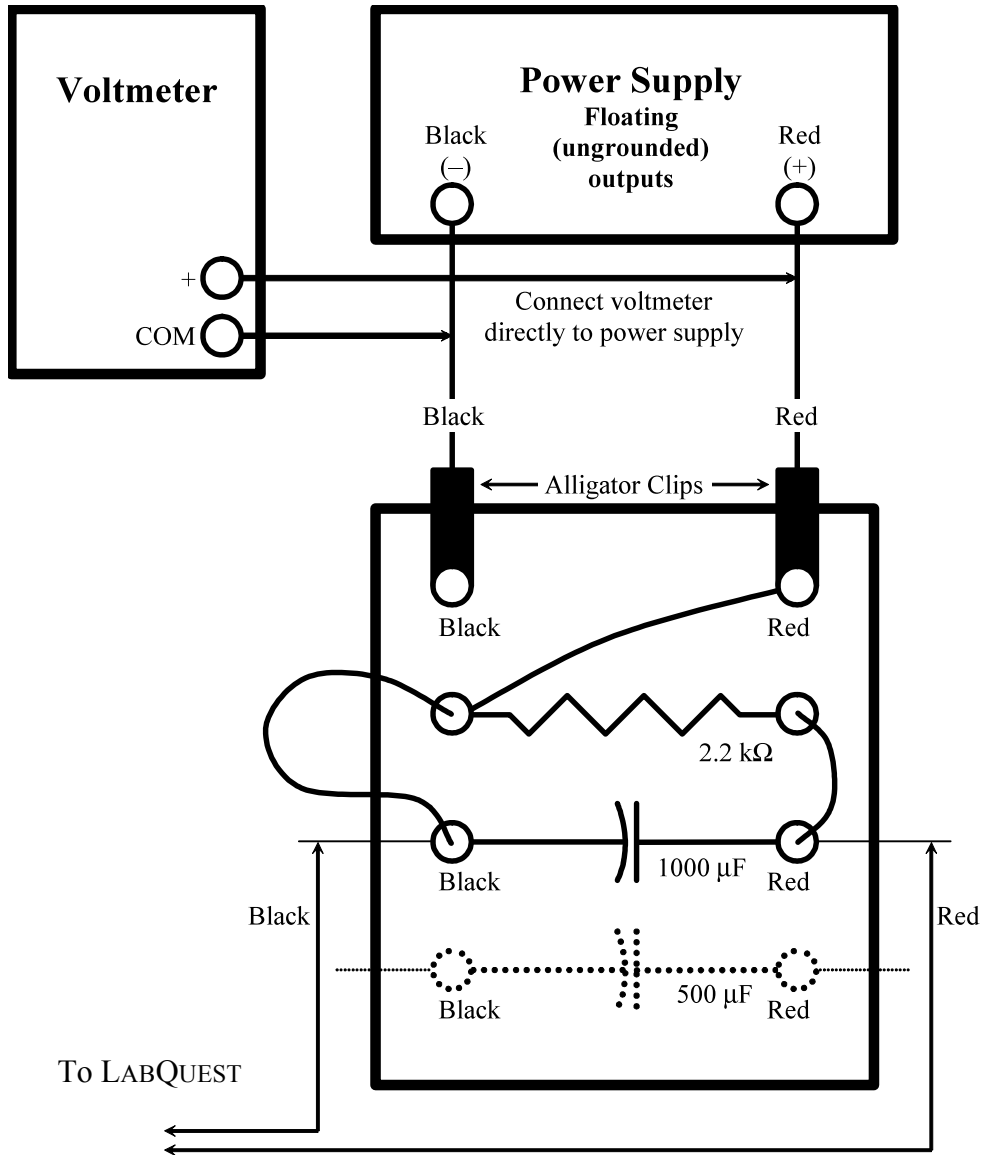 Voltmeter
+
COM
Power Supply
Floating
(ungrounded)
outputs
Black
(–)
Red
(+)
Connect voltmeter
directly to power supply
Black
Red
Alligator Clips
Black
Red
2.2 kΩ
1000 µF
Black
Red
Black
Red
500 µF
Black
Red
To LABQUEST